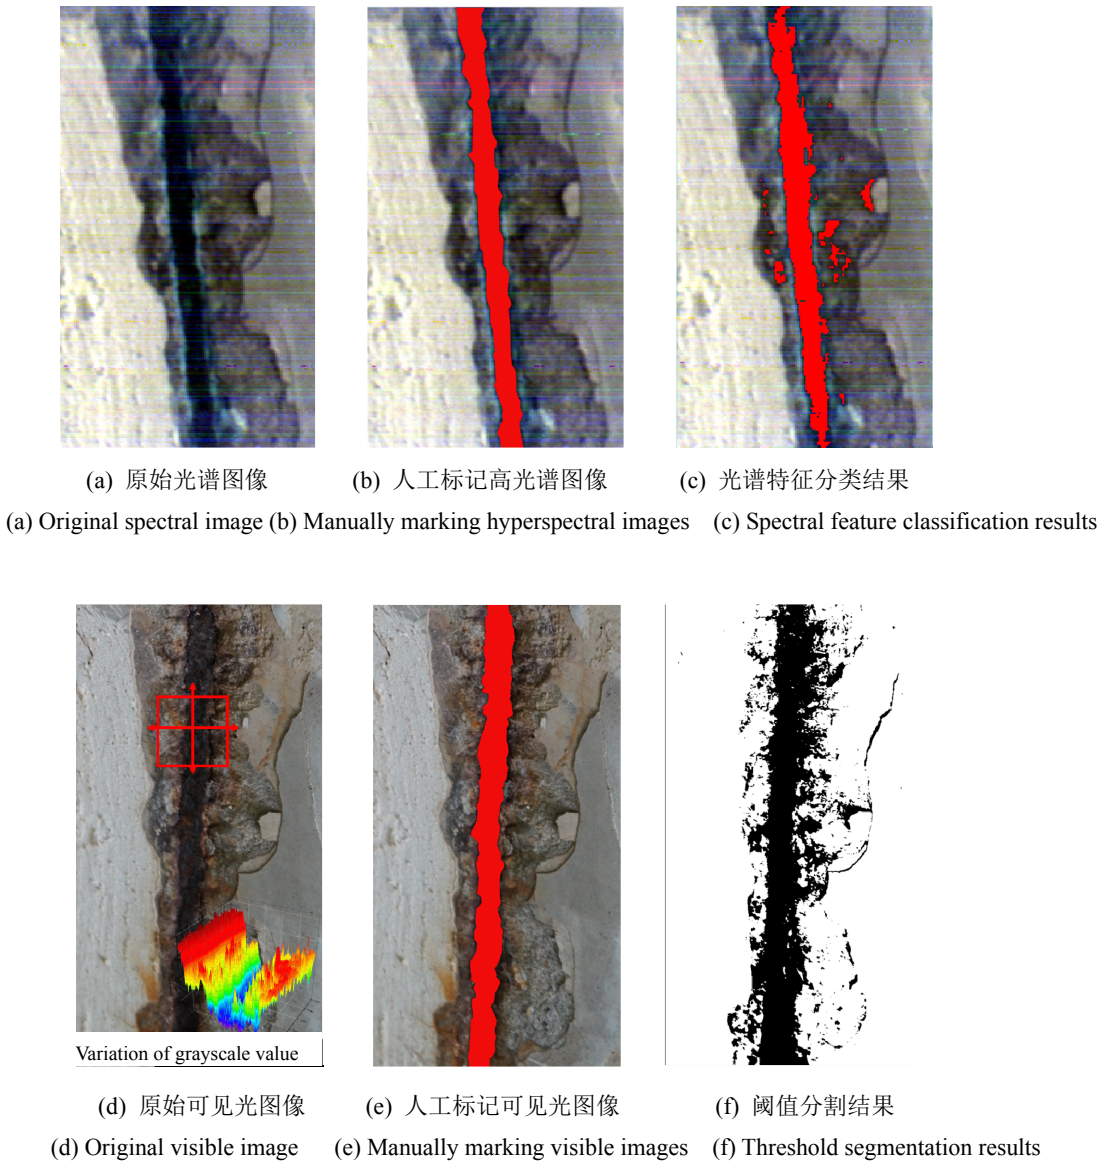 (a) 原始光谱图像 (b) 人工标记高光谱图像 (c) 光谱特征分类结果
(a) Original spectral image (b) Manually marking hyperspectral images (c) Spectral feature classification results
Variation of grayscale value
(d) 原始可见光图像 (e) 人工标记可见光图像 (f) 阈值分割结果
(d) Original visible image (e) Manually marking visible images (f) Threshold segmentation results